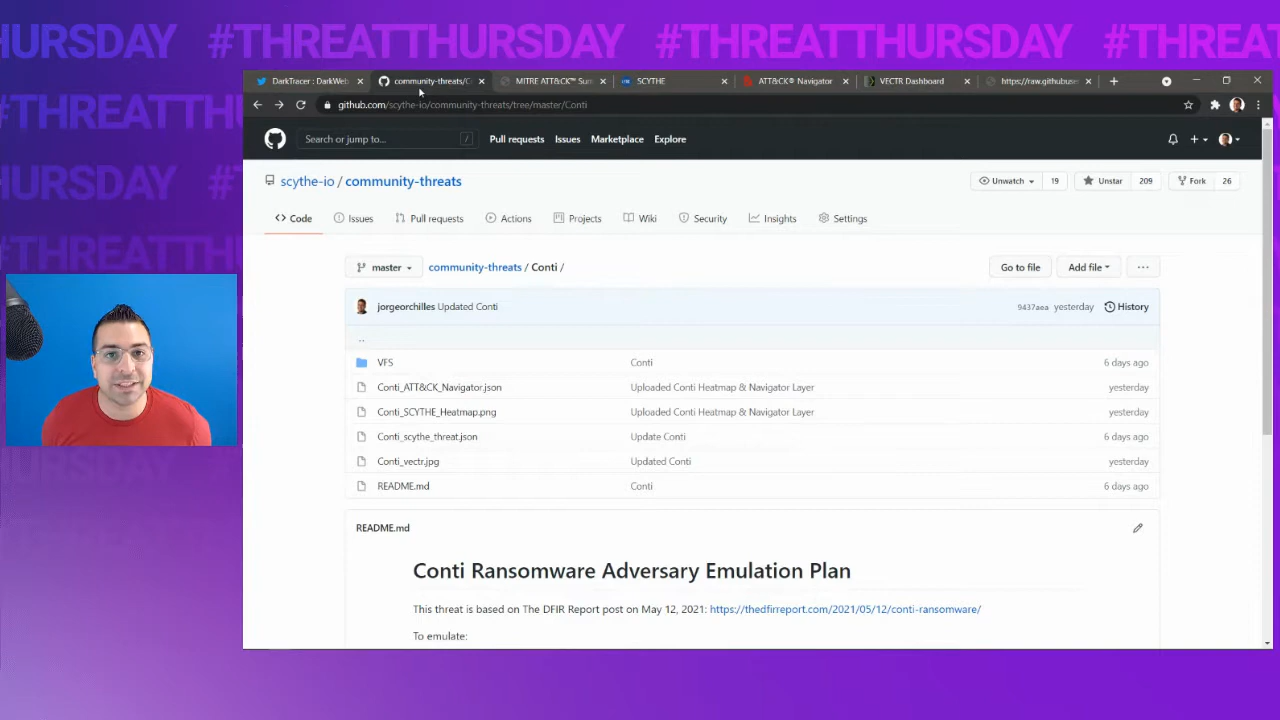 HURSDAY #THREATTHURSDAY #THREATTHURSDAY #THREATTHURSDAY
DarkTracer : DarkWeb
community-threats/C
MITRE ATT&CK™ Sum
SCYTHE
ATT&CK® Navigator
VECTR Dashboard
https://raw.githubuse
github.com/scythe-io/community-threats/tree/master/Conti
Search or jump to... /
Pull requests Issues Marketplace Explore
scythe-io / community-threats
Unwatch 19 Unstar 209 Fork 26
Code Issues Pull requests Actions Projects Wiki Security Insights Settings
master community-threats / Conti / Go to file Add file ...
jorgeorchilles Updated Conti 9437aea yesterday History
..
VFS Conti 6 days ago
Conti_ATT&CK_Navigator.json Uploaded Conti Heatmap & Navigator Layer yesterday
Conti_SCYTHE_Heatmap.png Uploaded Conti Heatmap & Navigator Layer yesterday
Conti_scythe_threat.json Update Conti 6 days ago
Conti_vectr.jpg Updated Conti yesterday
README.md Conti 6 days ago
README.md
Conti Ransomware Adversary Emulation Plan
This threat is based on The DFIR Report post on May 12, 2021: https://thedfirreport.com/2021/05/12/conti-ransomware/
To emulate:
#THREATTH
HURSDAY #
#THREATTH